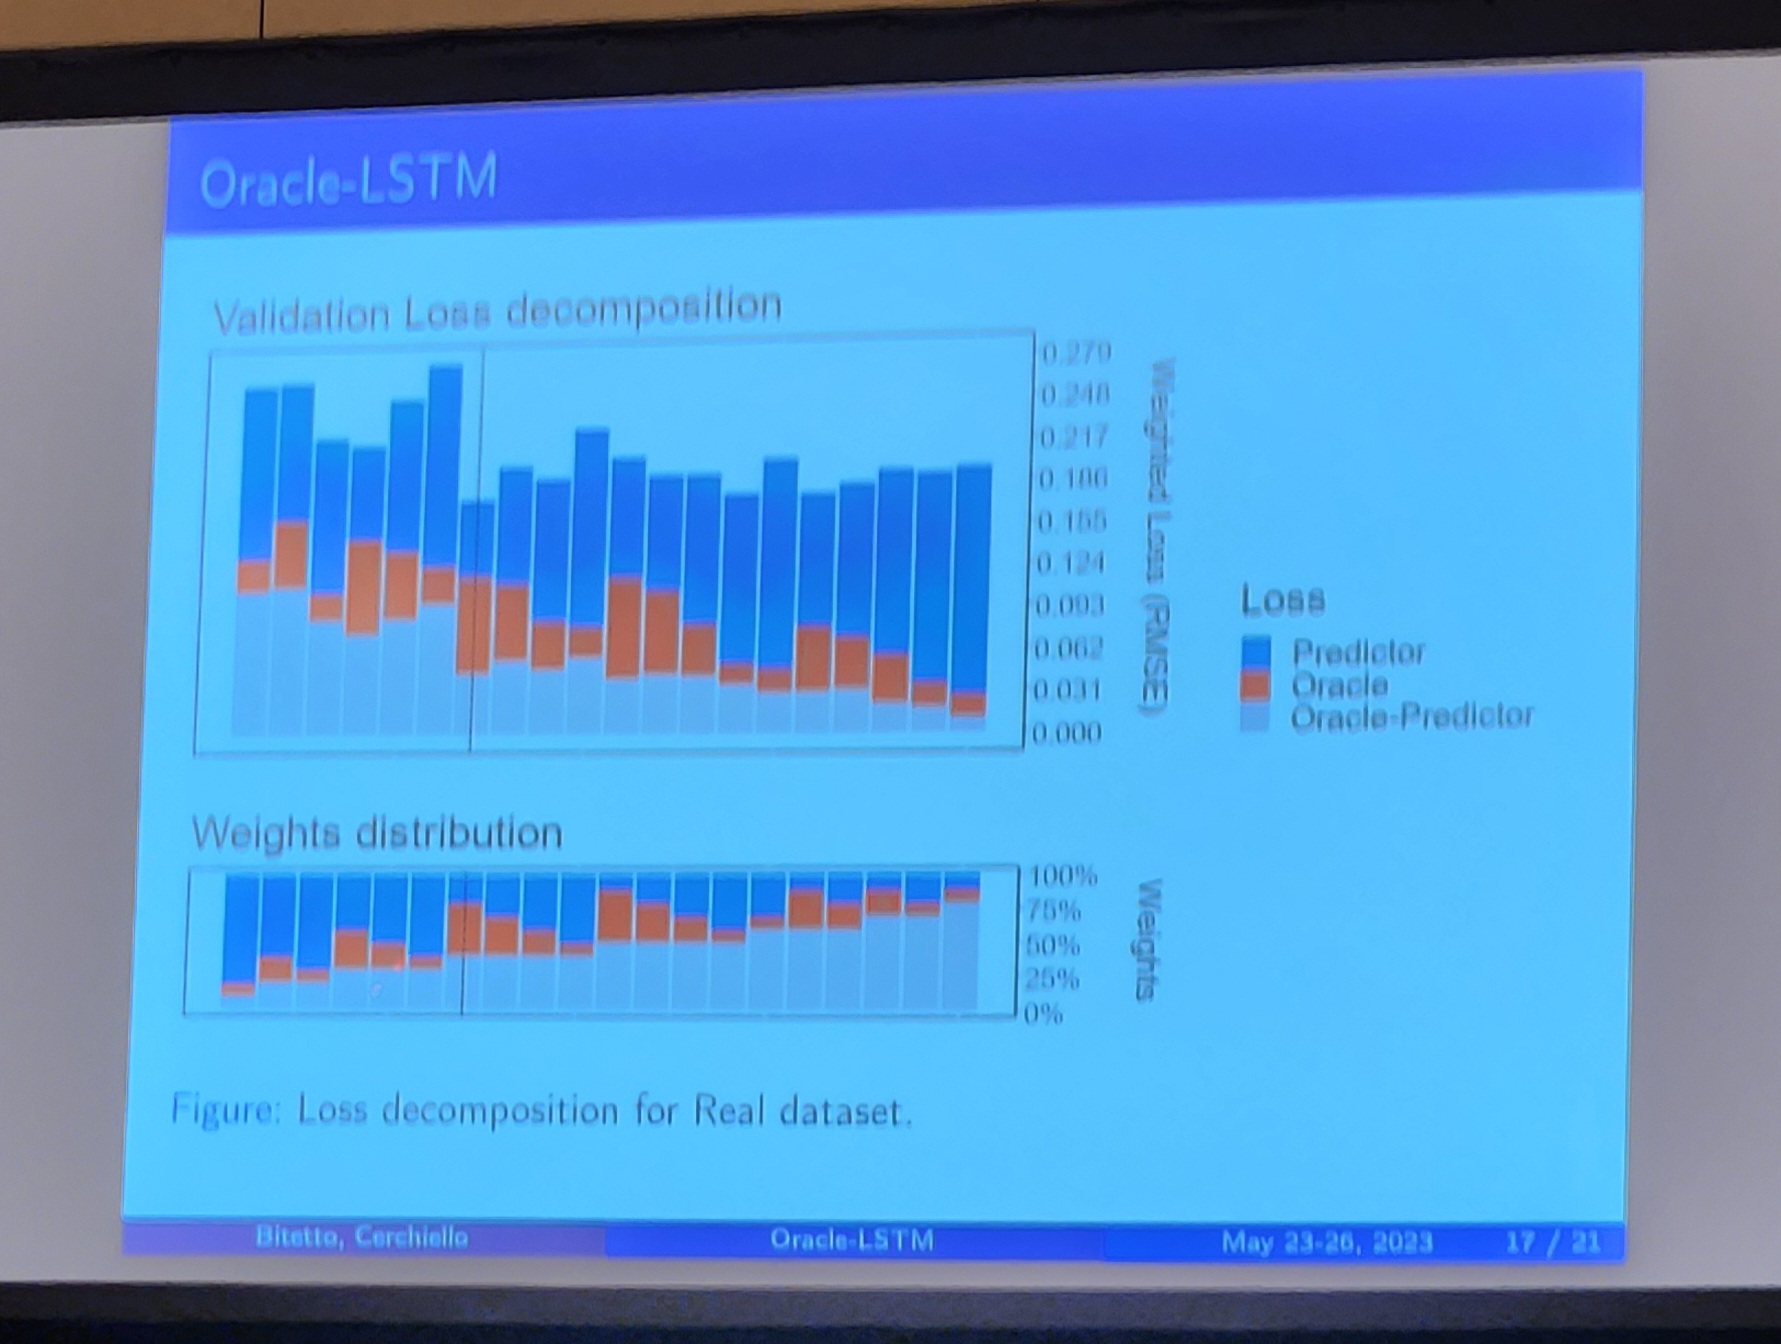 Oracle-LSTM
Validation Loss decomposition
0.279
0.248
0.217
0.186
0.155
0.124
0.093
0.062
0.031
0.000
Weighted Loss (RMSE)
Loss
Predictor
Oracle
Oracle-Predictor
Weights distribution
100%
75%
50%
25%
0%
Weights
Figure: Loss decomposition for Real dataset.
Bitetto, Cerchiello
Oracle-LSTM
May 23-26, 2023
17 / 21